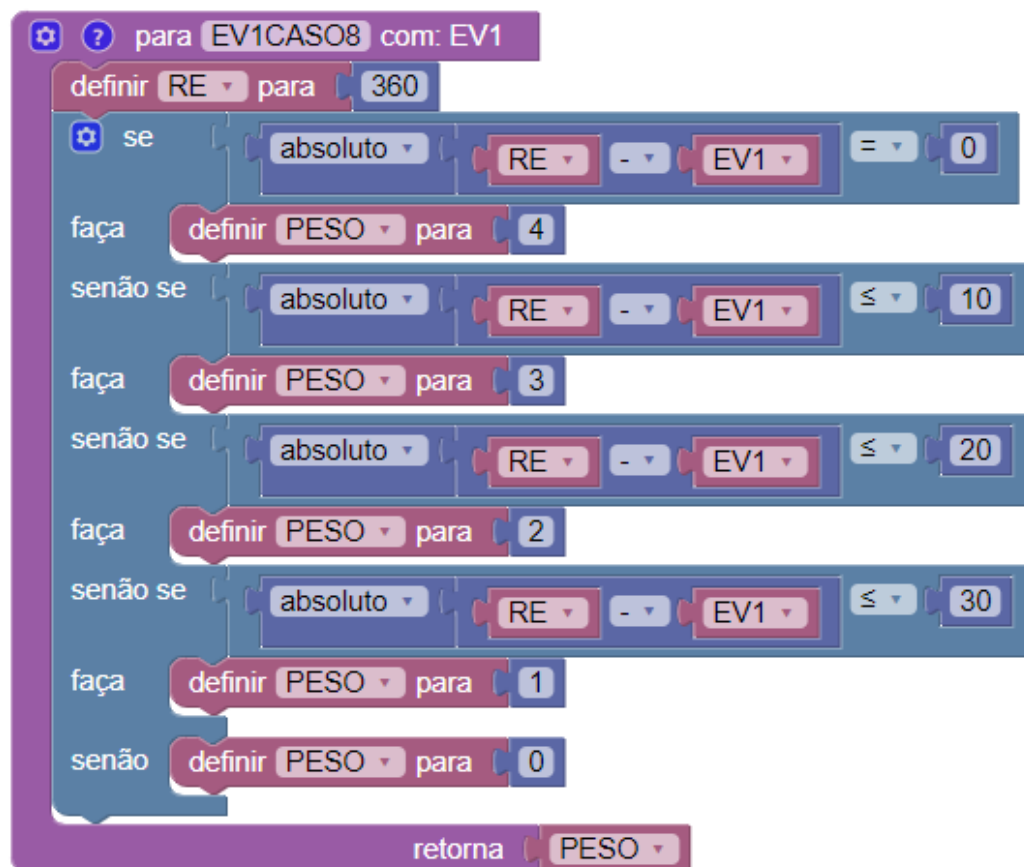 ? para EV1CASO8 com: EV1
definir RE para 360
se absoluto RE - EV1 = 0
faça definir PESO para 4
senão se absoluto RE - EV1 ≤ 10
faça definir PESO para 3
senão se absoluto RE - EV1 ≤ 20
faça definir PESO para 2
senão se absoluto RE - EV1 ≤ 30
faça definir PESO para 1
senão definir PESO para 0
retorna PESO